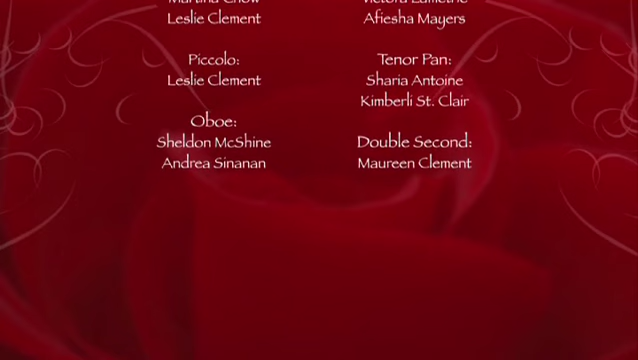 Leslie Clement
Piccolo:
Leslie Clement
Oboe:
Sheldon McShine
Andrea Sinanan
Afiesha Mayers
Tenor Pan:
Sharia Antoine
Kimberli St. Clair
Double Second:
Maureen Clement